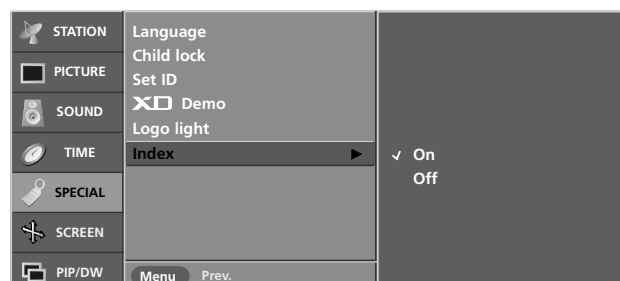 STATION
PICTURE
SOUND
TIME
SPECIAL
SCREEN
PIP/DW
Language
Child lock
Set ID
XD Demo
Logo light
Index ►
Menu Prev.
✓ On
Off